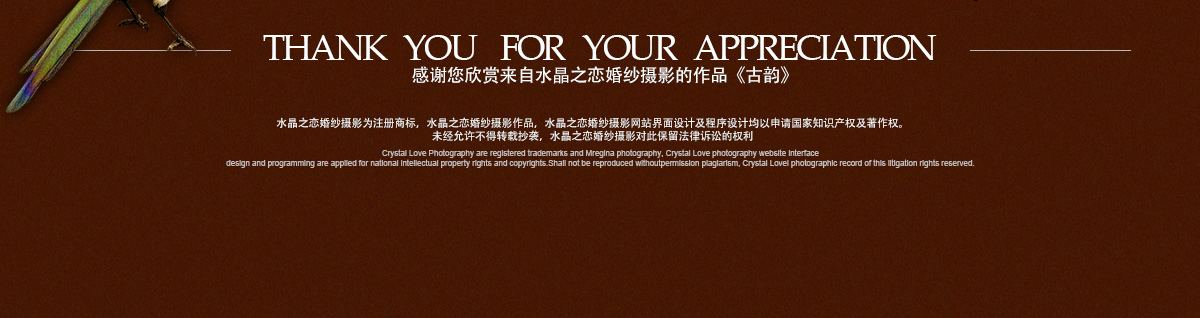 THANK YOU FOR YOUR APPRECIATION
感谢您欣赏来自水晶之恋婚纱摄影的作品《古韵》
水晶之恋婚纱摄影为注册商标，水晶之恋婚纱摄影作品，水晶之恋婚纱摄影网站界面设计及程序设计均以申请国家知识产权及著作权。
未经允许不得转载抄袭，水晶之恋婚纱摄影对此保留法律诉讼的权利
Crystal Love Photography are registered trademarks and Mregina photography, Crystal Love photography website Interface
design and programming are applied for national intellectual property rights and copyrights.Shall not be reproduced withoutpermission plagiarism, Crystal Lovel photographic record of this litigation rights reserved.